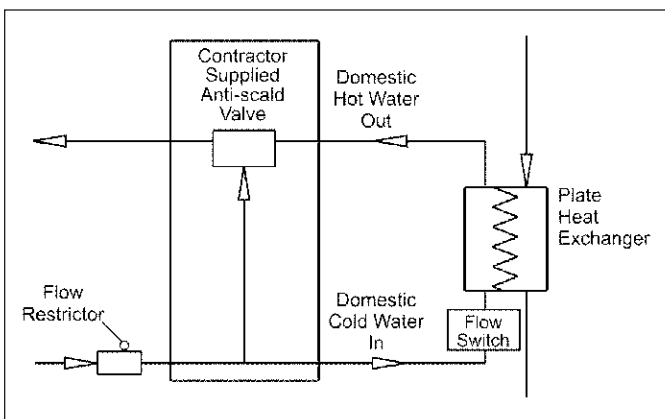 Contractor
Supplied
Anti-scald
Valve
Domestic
Hot Water
Out
Plate
Heat
Exchanger
Flow
Restrictor
Domestic
Cold Water
In
Flow
Switch